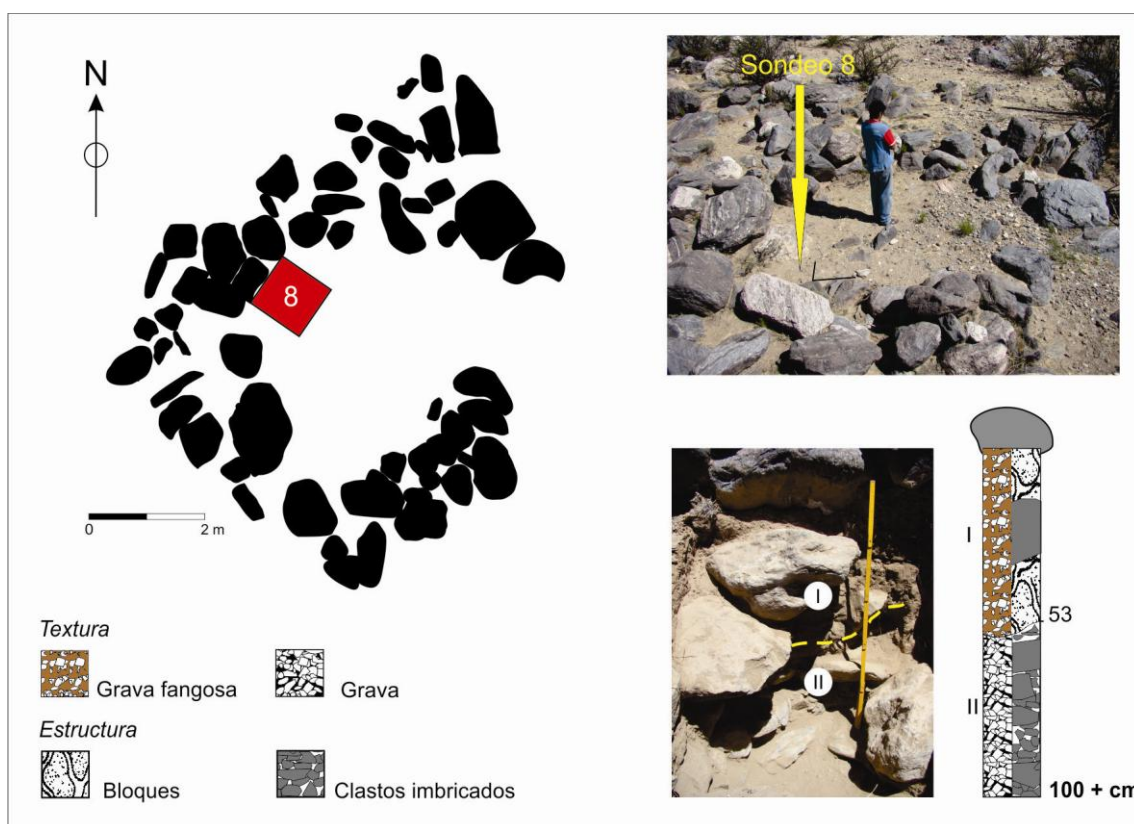 N
8
0
2 m
Textura
Grava fangosa
Grava
Estructura
Bloques
Clastos imbricados
Sondeo 8
I
II
I
53
II
100 + cm